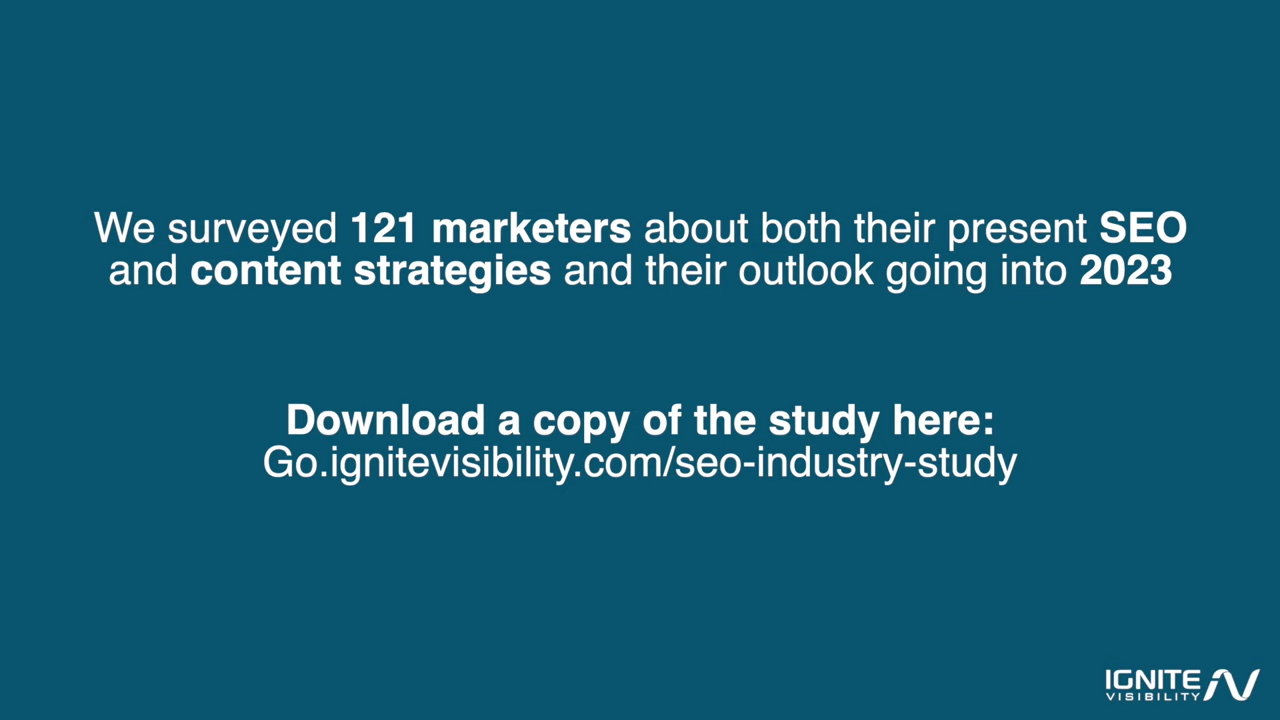 We surveyed 121 marketers about both their present SEO
and content strategies and their outlook going into 2023
Download a copy of the study here:
Go.ignitevisibility.com/seo-industry-study
IGNITE
VISIBILITY